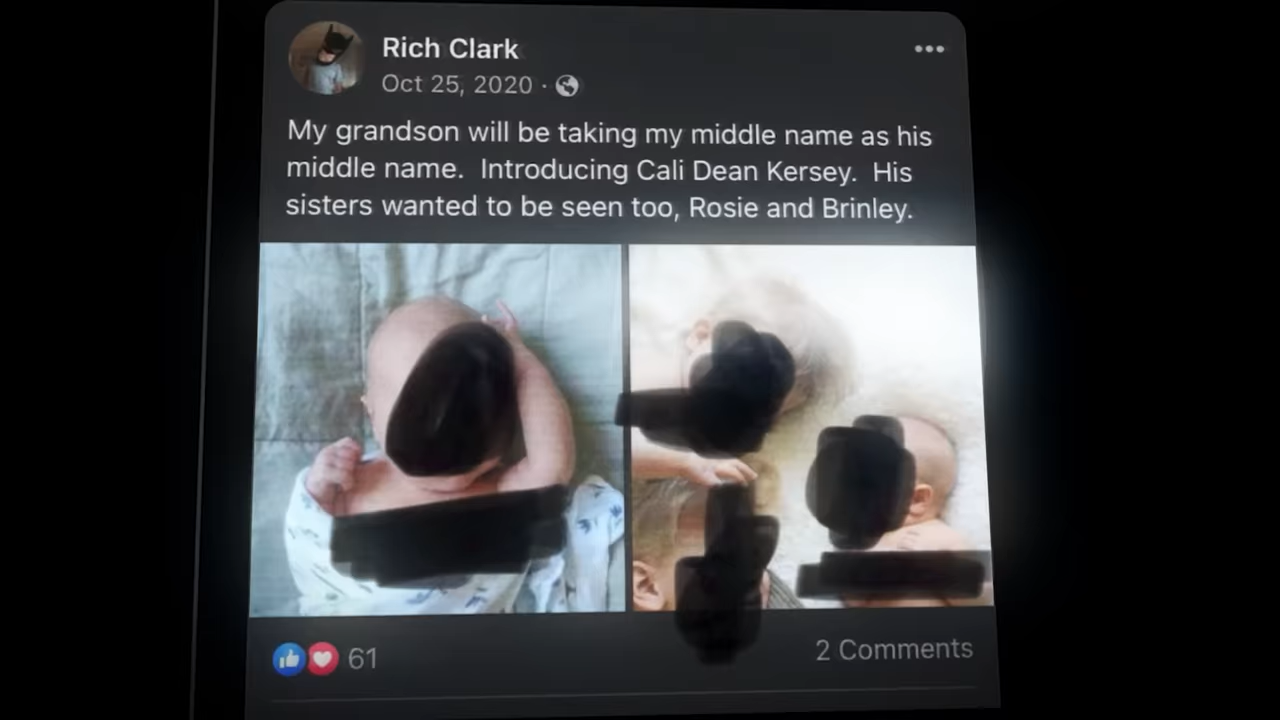 Rich Clark
Oct 25, 2020 ·
My grandson will be taking my middle name as his
middle name.  Introducing Cali Dean Kersey.  His
sisters wanted to be seen too, Rosie and Brinley.
61
2 Comments